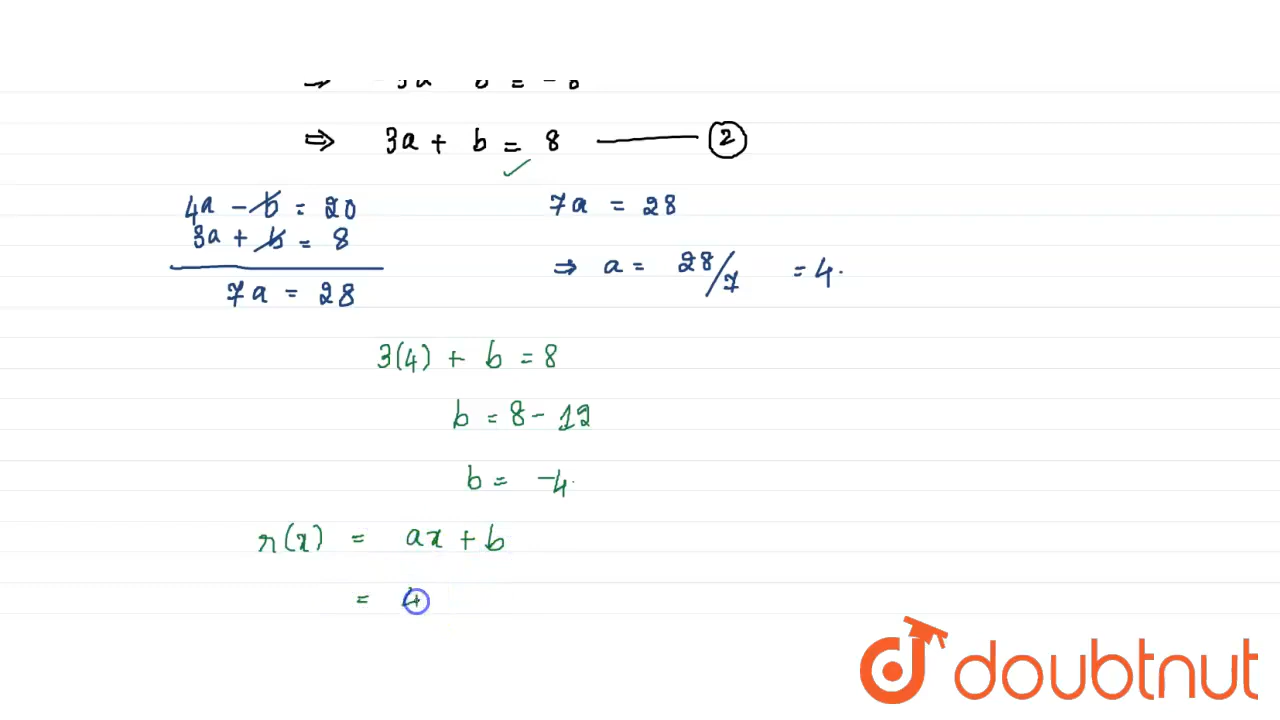 ⇒ 3a + b = 8 ——— ②
4a - b = 20
3a + b = 8
7a = 28
7a = 28
⇒ a = 28/7 = 4.
3(4) + b = 8
b = 8 - 12
b = -4.
r(x) = ax + b
= 4
doubtnut